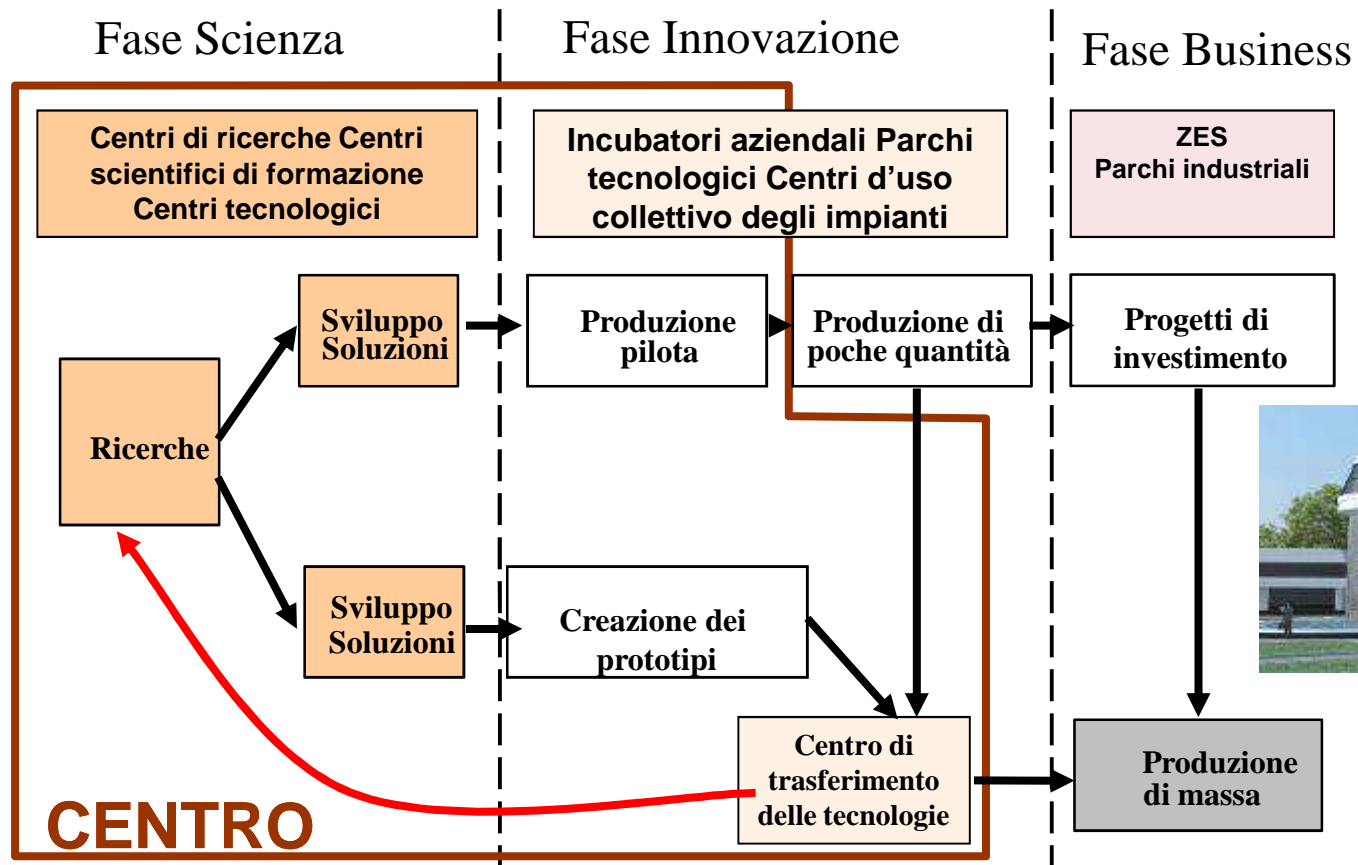 Fase Scienza
Fase Innovazione
Fase Business
Centri di ricerche Centri
scientifici di formazione
Centri tecnologici
Incubatori aziendali Parchi
tecnologici Centri d’uso
collettivo degli impianti
ZES
Parchi industriali
Sviluppo
Soluzioni
Produzione
pilota
Produzione di
poche quantità
Progetti di
investimento
Ricerche
Sviluppo
Soluzioni
Creazione dei
prototipi
Centro di
trasferimento
delle tecnologie
Produzione
di massa
CENTRO